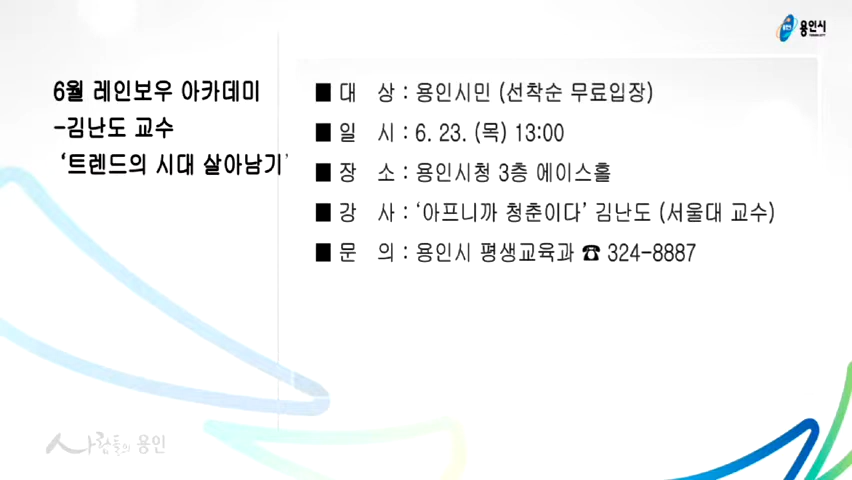 용인시
6월 레인보우 아카데미
-김난도 교수
‘트렌드의 시대 살아남기’
■ 대 상 : 용인시민 (선착순 무료입장)
■ 일 시 : 6. 23. (목) 13:00
■ 장 소 : 용인시청 3층 에이스홀
■ 강 사 : ‘아프니까 청춘이다’ 김난도 (서울대 교수)
■ 문 의 : 용인시 평생교육과 ☎ 324-8887
사람들의 용인